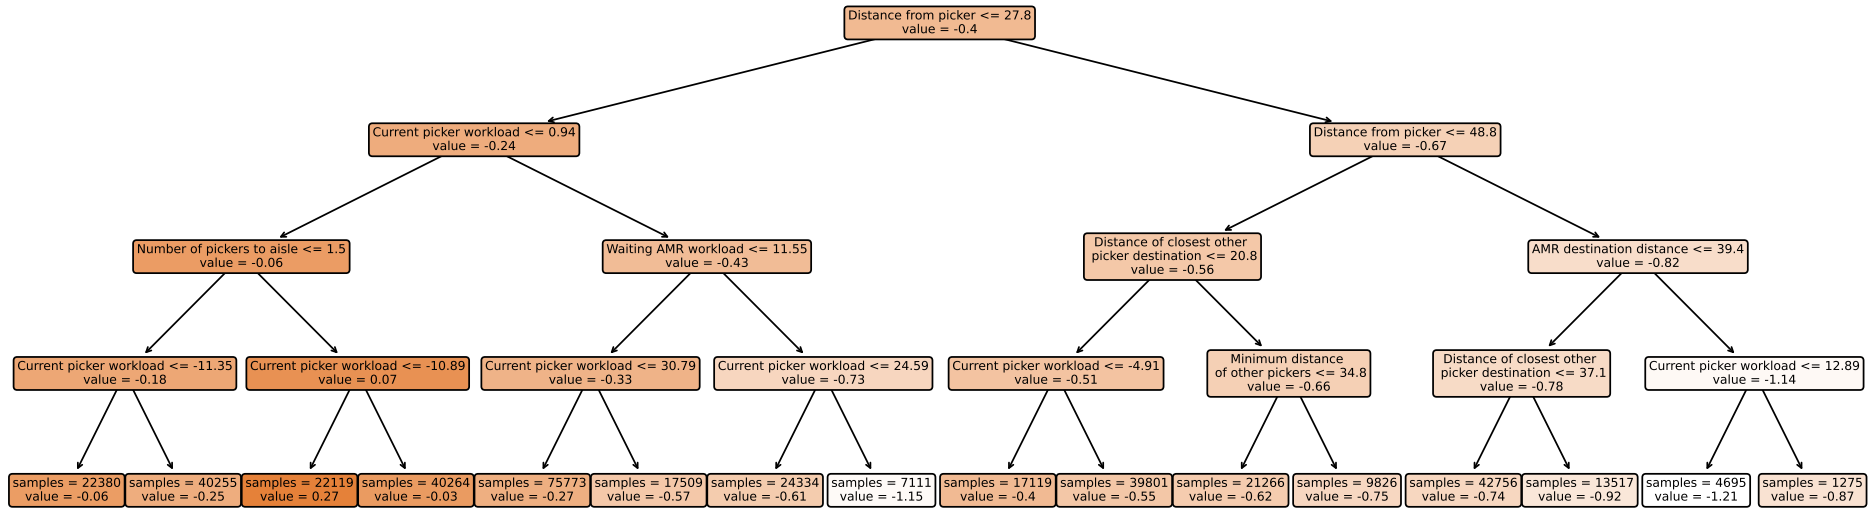 Distance from picker <= 27.8
value = -0.4
Current picker workload <= 0.94
value = -0.24
Distance from picker <= 48.8
value = -0.67
Number of pickers to aisle <= 1.5
value = -0.06
Waiting AMR workload <= 11.55
value = -0.43
Distance of closest other
picker destination <= 20.8
value = -0.56
AMR destination distance <= 39.4
value = -0.82
Current picker workload <= -11.35
value = -0.18
Current picker workload <= -10.89
value = 0.07
Current picker workload <= 30.79
value = -0.33
Current picker workload <= 24.59
value = -0.73
Current picker workload <= -4.91
value = -0.51
Minimum distance
of other pickers <= 34.8
value = -0.66
Distance of closest other
picker destination <= 37.1
value = -0.78
Current picker workload <= 12.89
value = -1.14
samples = 22380
value = -0.06
samples = 40255
value = -0.25
samples = 22119
value = 0.27
samples = 40264
value = -0.03
samples = 75773
value = -0.27
samples = 17509
value = -0.57
samples = 24334
value = -0.61
samples = 7111
value = -1.15
samples = 17119
value = -0.4
samples = 39801
value = -0.55
samples = 21266
value = -0.62
samples = 9826
value = -0.75
samples = 42756
value = -0.74
samples = 13517
value = -0.92
samples = 4695
value = -1.21
samples = 1275
value = -0.87